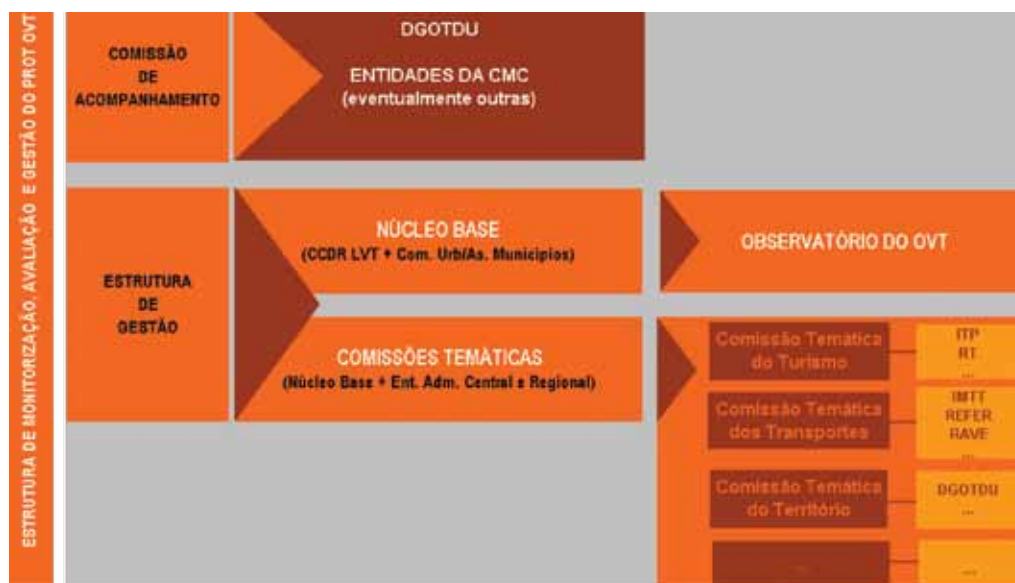 ESTRUTURA DE MONITORIZAÇÃO, AVALIAÇÃO E GESTÃO DO PROT OVT
COMISSÃO
DE
ACOMPANHAMENTO
DGOTDU
ENTIDADES DA CMC
(eventualmente outras)
ESTRUTURA
DE
GESTÃO
NÚCLEO BASE
(CCDR LVT + Com. Urb/As. Municípios)
OBSERVATÓRIO DO OVT
COMISSÕES TEMÀTICAS
(Núcleo Base + Ent. Adm. Central e Regional)
Comissão Temática
do Turismo
ITP
RT
...
Comissão Temática
dos Transportes
IMTT
REFER
RAVE
...
Comissão Temática
do Território
DGOTDU
...
...
...